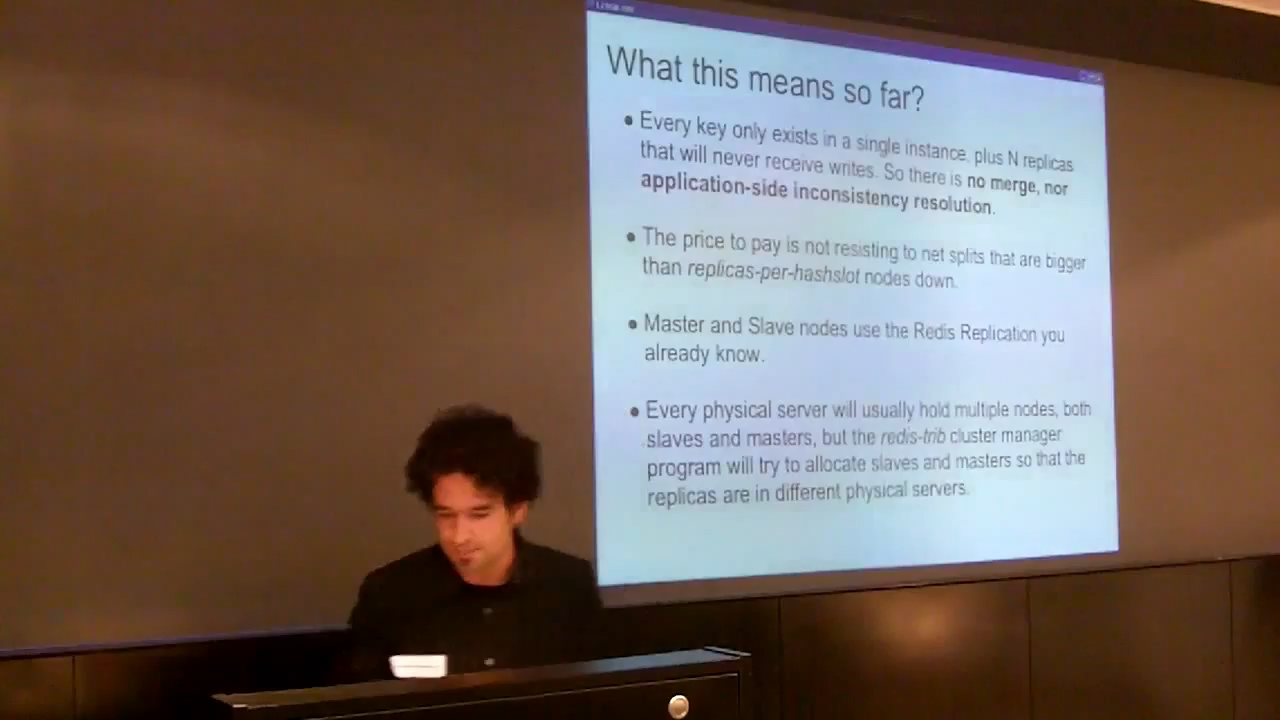 What this means so far?
• Every key only exists in a single instance, plus N replicas
that will never receive writes. So there is no merge, nor
application-side inconsistency resolution.
• The price to pay is not resisting to net splits that are bigger
than replicas-per-hashslot nodes down.
• Master and Slave nodes use the Redis Replication you
already know.
• Every physical server will usually hold multiple nodes, both
slaves and masters, but the redis-trib cluster manager
program will try to allocate slaves and masters so that the
replicas are in different physical servers.